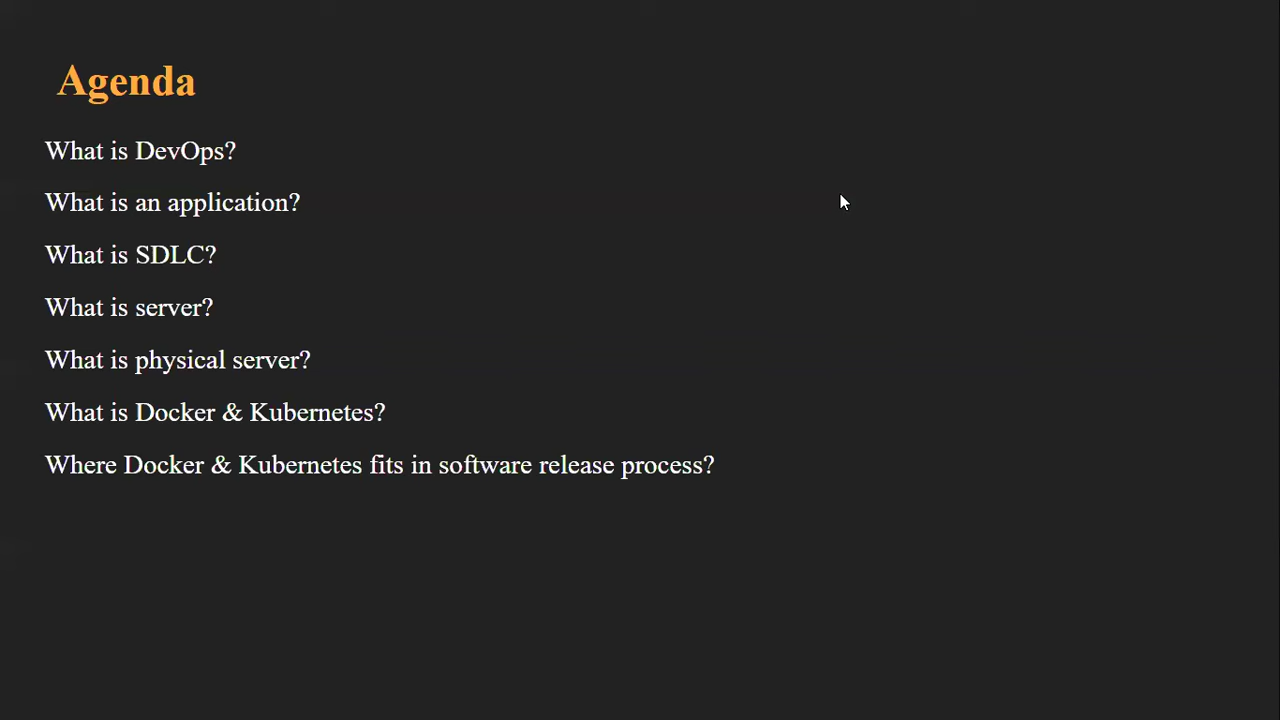 Agenda
What is DevOps?
What is an application?
What is SDLC?
What is server?
What is physical server?
What is Docker & Kubernetes?
Where Docker & Kubernetes fits in software release process?